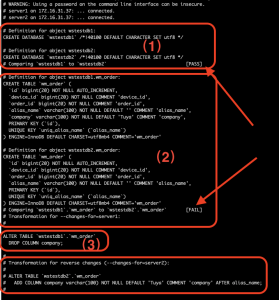 # WARNING: Using a password on the command line interface can be insecure.
# server1 on 172.16.31.37: ... connected.
# server2 on 172.16.31.37: ... connected.
# Definition for object wstestdb1:
CREATE DATABASE `wstestdb1` /*!40100 DEFAULT CHARACTER SET utf8 */
(1)
# Definition for object wstestdb2:
CREATE DATABASE `wstestdb2` /*!40100 DEFAULT CHARACTER SET utf8 */
# Comparing `wstestdb1` to `wstestdb2` [PASS]
# Definition for object wstestdb1.wm_order:
CREATE TABLE `wm_order` (
`id` bigint(20) NOT NULL AUTO_INCREMENT,
`device_id` bigint(20) NOT NULL COMMENT 'device_id',
`order_id` bigint(20) NOT NULL COMMENT 'order_id',
`alias_name` varchar(20) NOT NULL DEFAULT '' COMMENT 'alias_name',
`company` varchar(100) NOT NULL DEFAULT 'Tuya' COMMENT 'company',
PRIMARY KEY (`id`),
UNIQUE KEY `uniq_alias_name` (`alias_name`)
) ENGINE=InnoDB DEFAULT CHARSET=utf8mb4 COMMENT='wm_order'
(2)
# Definition for object wstestdb2.wm_order:
CREATE TABLE `wm_order` (
`id` bigint(20) NOT NULL AUTO_INCREMENT,
`device_id` bigint(20) NOT NULL COMMENT 'device_id',
`order_id` bigint(20) NOT NULL COMMENT 'order_id',
`alias_name` varchar(20) NOT NULL DEFAULT '' COMMENT 'alias_name',
PRIMARY KEY (`id`),
UNIQUE KEY `uniq_alias_name` (`alias_name`)
) ENGINE=InnoDB DEFAULT CHARSET=utf8mb4 COMMENT='wm_order'
# Comparing `wstestdb1`.`wm_order` to `wstestdb2`.`wm_order` [FAIL]
# Transformation for --changes-for=server1:
#
ALTER TABLE `wstestdb1`.`wm_order`
DROP COLUMN company;
(3)
#
# Transformation for reverse changes (--changes-for=server2):
#
# ALTER TABLE `wstestdb2`.`wm_order`
# ADD COLUMN company varchar(100) NOT NULL DEFAULT 'Tuya' COMMENT 'company' AFTER alias_name;
#